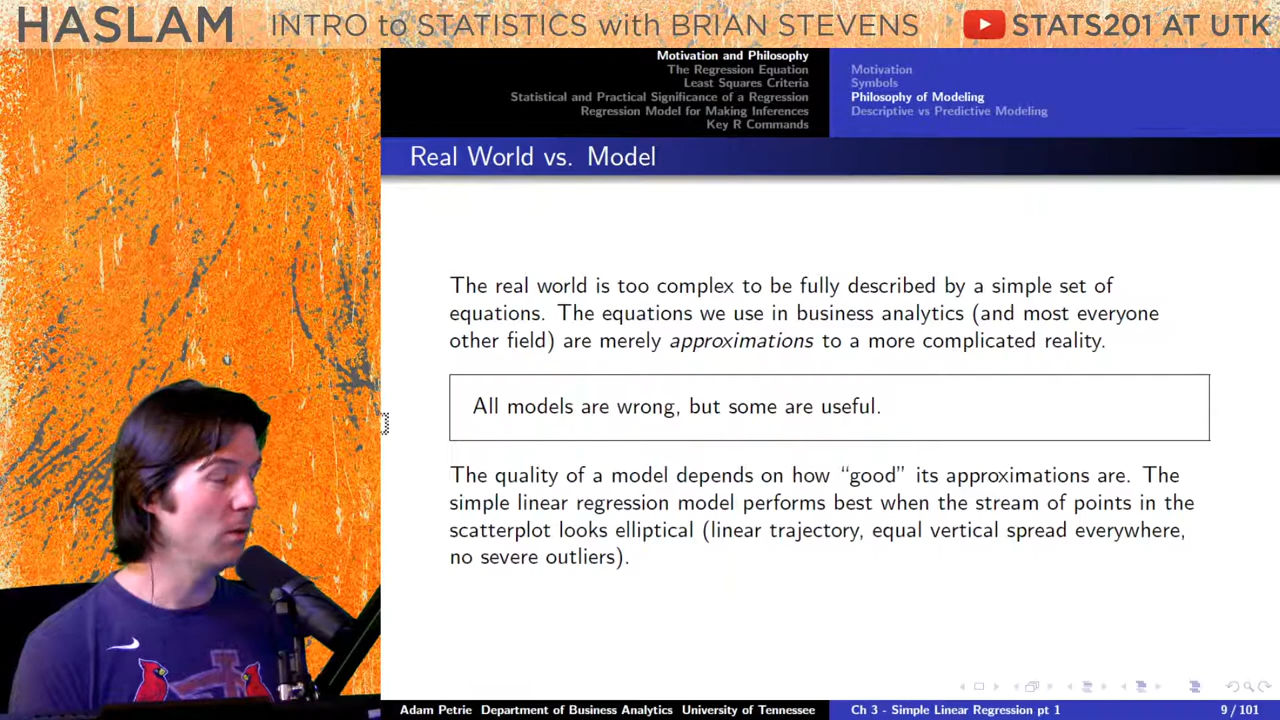 HASLAM INTRO to STATISTICS with BRIAN STEVENS STATS201 AT UTK
Motivation and Philosophy
The Regression Equation
Least Squares Criteria
Statistical and Practical Significance of a Regression
Regression Model for Making Inferences
Key R Commands
Motivation
Symbols
Philosophy of Modeling
Descriptive vs Predictive Modeling
Real World vs. Model
The real world is too complex to be fully described by a simple set of
equations. The equations we use in business analytics (and most everyone
other field) are merely approximations to a more complicated reality.
All models are wrong, but some are useful.
The quality of a model depends on how “good” its approximations are. The
simple linear regression model performs best when the stream of points in the
scatterplot looks elliptical (linear trajectory, equal vertical spread everywhere,
no severe outliers).
Adam Petrie Department of Business Analytics University of Tennessee
Ch 3 - Simple Linear Regression pt 1
9 / 101